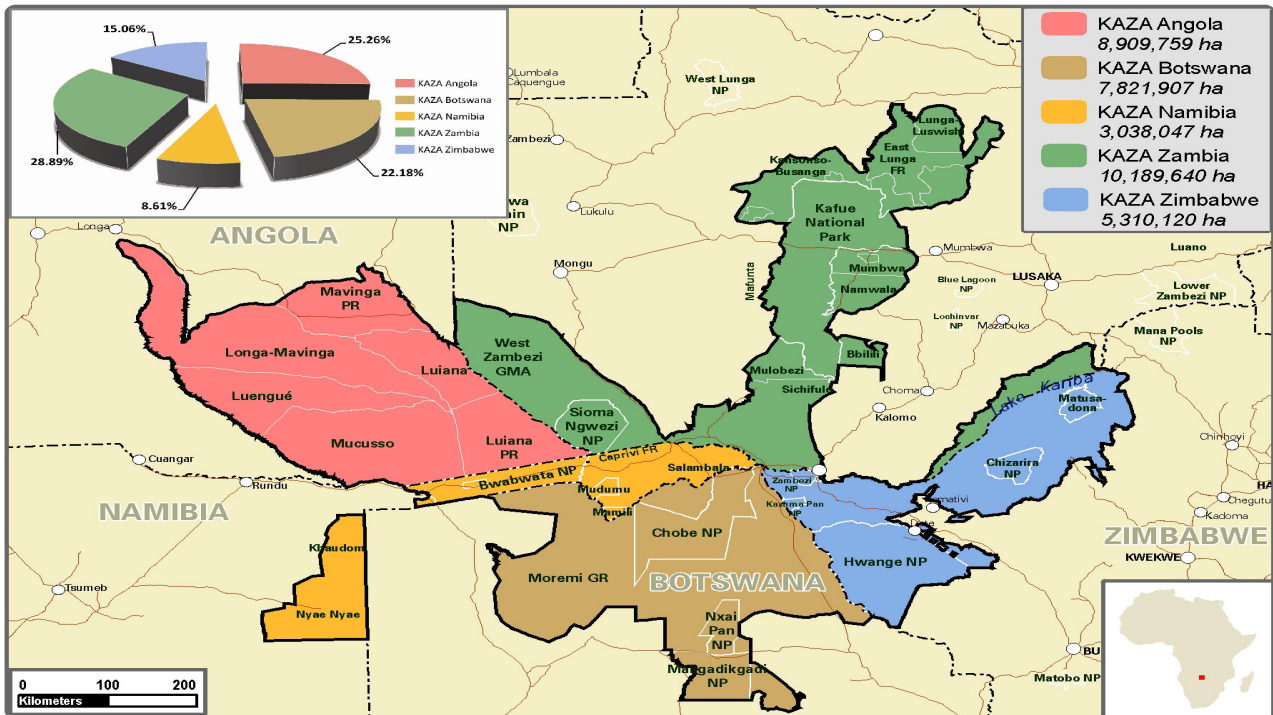 15.06%
25.26%
28.89%
8.61%
22.18%
KAZA Angola
KAZA Botswana
KAZA Namibia
KAZA Zambia
KAZA Zimbabwe
KAZA Angola
8,909,759 ha
KAZA Botswana
7,821,907 ha
KAZA Namibia
3,038,047 ha
KAZA Zambia
10,189,640 ha
KAZA Zimbabwe
5,310,120 ha
Lumbala
West Lunga
NP
Zambezi
Lukulu
NP
Longa
ANGOLA
Mongu
Lunga-
Luswishi
East
Lunga
FR
Busanga
Kafue
National
Park
Mafunta
Mumbwa
Namwala
Mumbwa
Blue Lagoon
NP
LUSAKA
Luano
Lower
Zambezi NP
Lochinvar
NP
Mazabuka
Mana Pools
NP
Mavinga
PR
Longa-Mavinga
Luiana
Luengué
Mucusso
Luiana
PR
West
Zambezi
GMA
Sioma
Ngwezi
NP
Mulobezi
Sichifulo
Bbilili
Choma
Kalomo
Lake Kariba
Matusa-
dona
Chizarira
NP
Chinhoyi
Chegutu
Kadoma
ZIMBABWE
KWEKWE
Cuangar
Rundu
NAMIBIA
Bwabwata NP
Caprivi FR
Salambala
Mudumu
Mamili
Zambezi
NP
Kazuma Pan
NP
Hwange NP
Chobe NP
Moremi GR
BOTSWANA
Nxai
Pan
NP
Makgadikgadi
NP
Khaudom
Nyae Nyae
Tsumeb
BU
Matobo NP
0 100 200
Kilometers